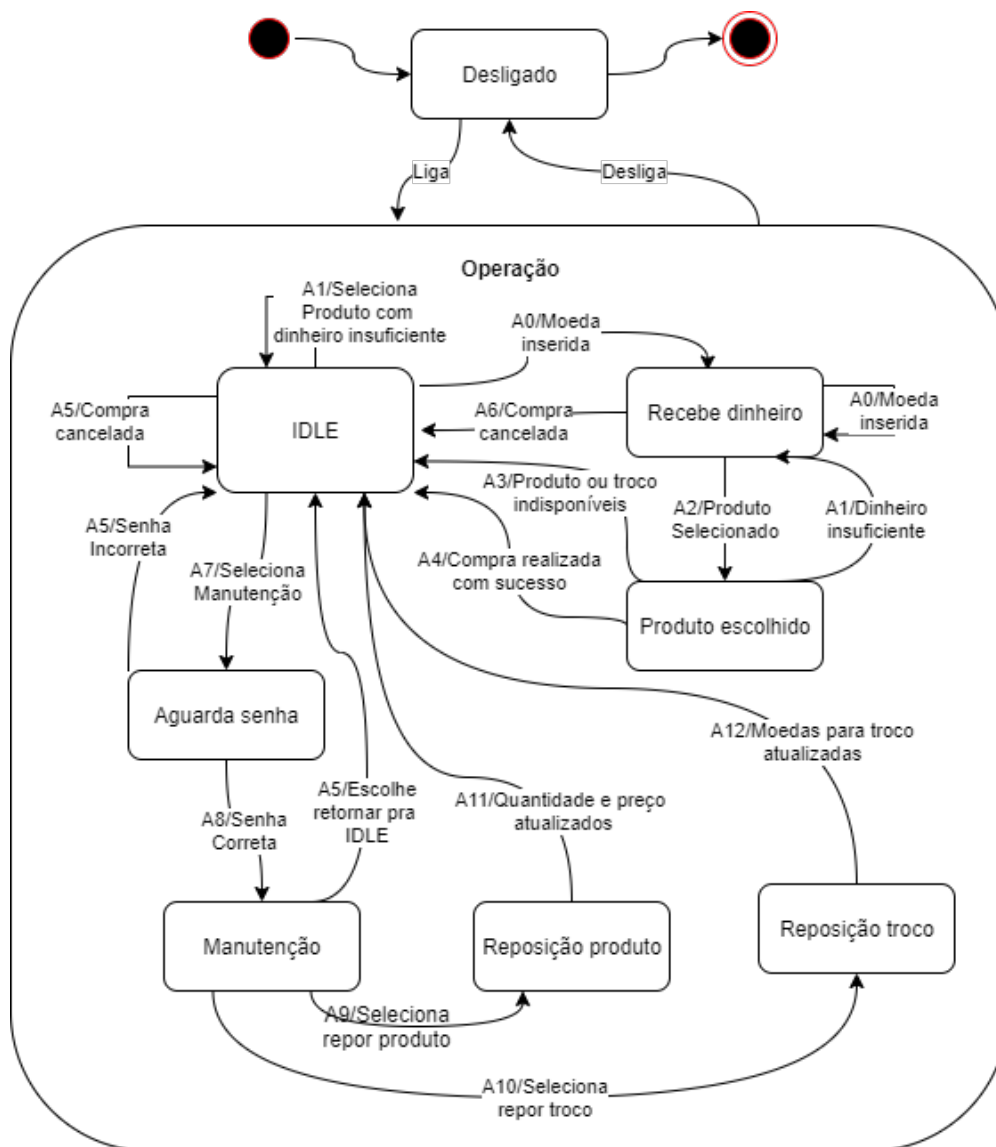 Desligado
Liga
Desliga
Operação
A1/Seleciona
Produto com
dinheiro insuficiente
A0/Moeda
inserida
IDLE
Recebe dinheiro
A0/Moeda
inserida
A5/Compra
cancelada
A6/Compra
cancelada
A3/Produto ou troco
indisponíveis
A2/Produto
Selecionado
A1/Dinheiro
insuficiente
A5/Senha
Incorreta
A7/Seleciona
Manutenção
A4/Compra realizada
com sucesso
Produto escolhido
Aguarda senha
A12/Moedas para troco
atualizadas
A8/Senha
Correta
A5/Escolhe
retornar pra
IDLE
A11/Quantidade e preço
atualizados
Manutenção
Reposição produto
Reposição troco
A9/Seleciona
repor produto
A10/Seleciona
repor troco